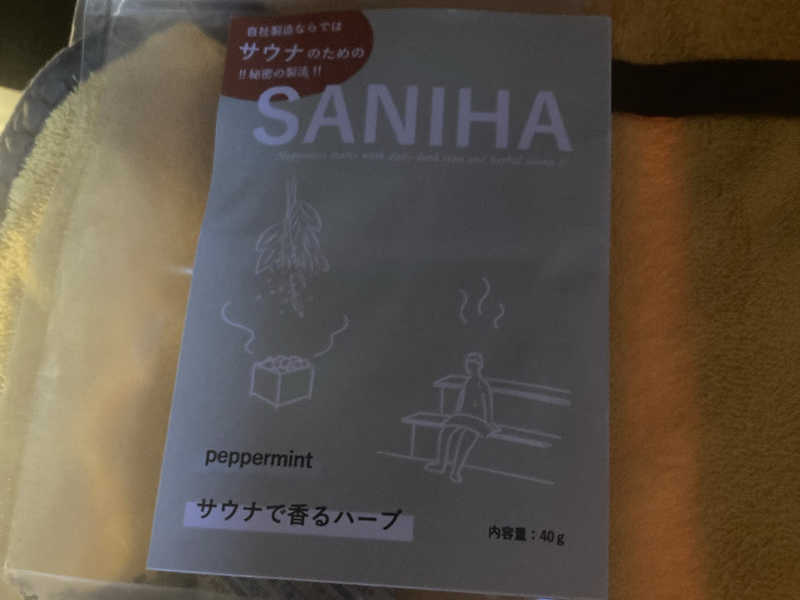 自社製造ならでは
サウナのための
!!秘密の製法!!
SANIHA
peppermint
サウナで香るハーブ
内容量：40g